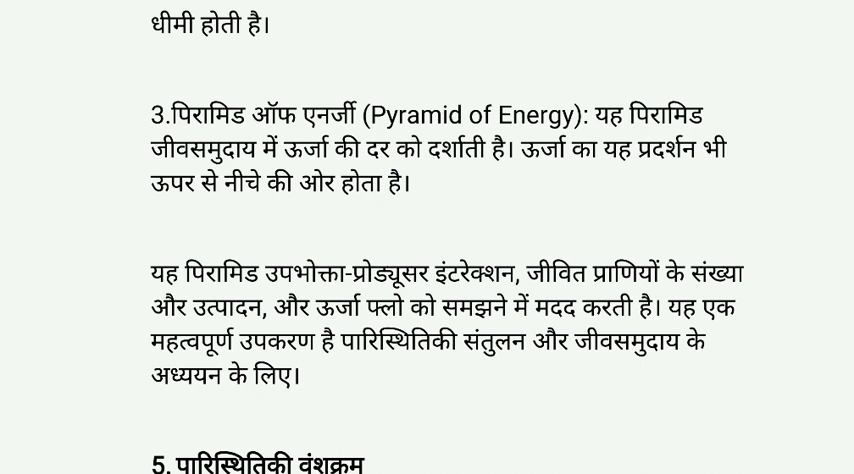 धीमी होती है।
3.पिरामिड ऑफ एनर्जी (Pyramid of Energy): यह पिरामिड
जीवसमुदाय में ऊर्जा की दर को दर्शाती है। ऊर्जा का यह प्रदर्शन भी
ऊपर से नीचे की ओर होता है।
यह पिरामिड उपभोक्ता-प्रोड्यूसर इंटरेक्शन, जीवित प्राणियों के संख्या
और उत्पादन, और ऊर्जा फ्लो को समझने में मदद करती है। यह एक
महत्वपूर्ण उपकरण है पारिस्थितिकी संतुलन और जीवसमुदाय के
अध्ययन के लिए।
5. पारिस्थितिकी वंशक्रम